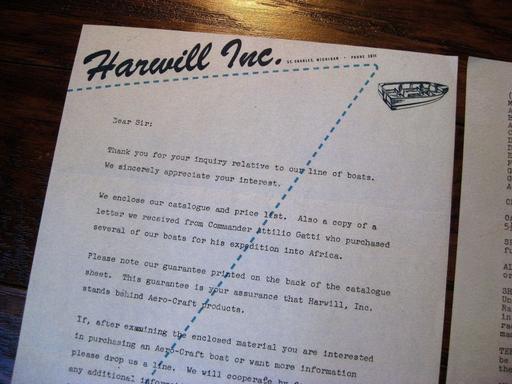 Harwill Inc.
ST. CHARLES, MICHIGAN • PHONE
Dear Sir:
Thank you for your inquiry relative to our line of boats.
We sincerely appreciate your interest.
We enclose our catalogue and price list. Also a copy of a
letter we received from Commander Attilio Gatti who purchased
several of our boats for his expedition into Africa.
Please note our guarantee printed on the back of the catalogue
sheet. This guarantee is your assurance that Harwill, Inc.
stands behind Aero-Craft products.
If, after examining the enclosed material you are interested
in purchasing an Aero-Craft boat or want more information
please drop us a line. We will cooperate by
any additional